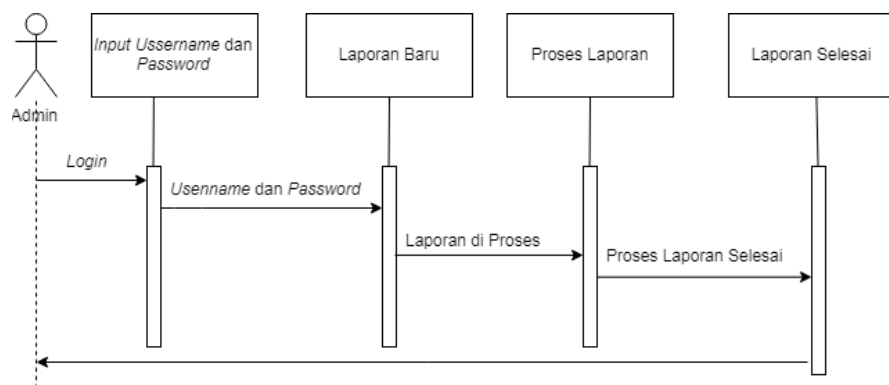 Input Ussername dan
Password
Laporan Baru
Proses Laporan
Laporan Selesai
Admin
Login
Usenname dan Password
Laporan di Proses
Proses Laporan Selesai